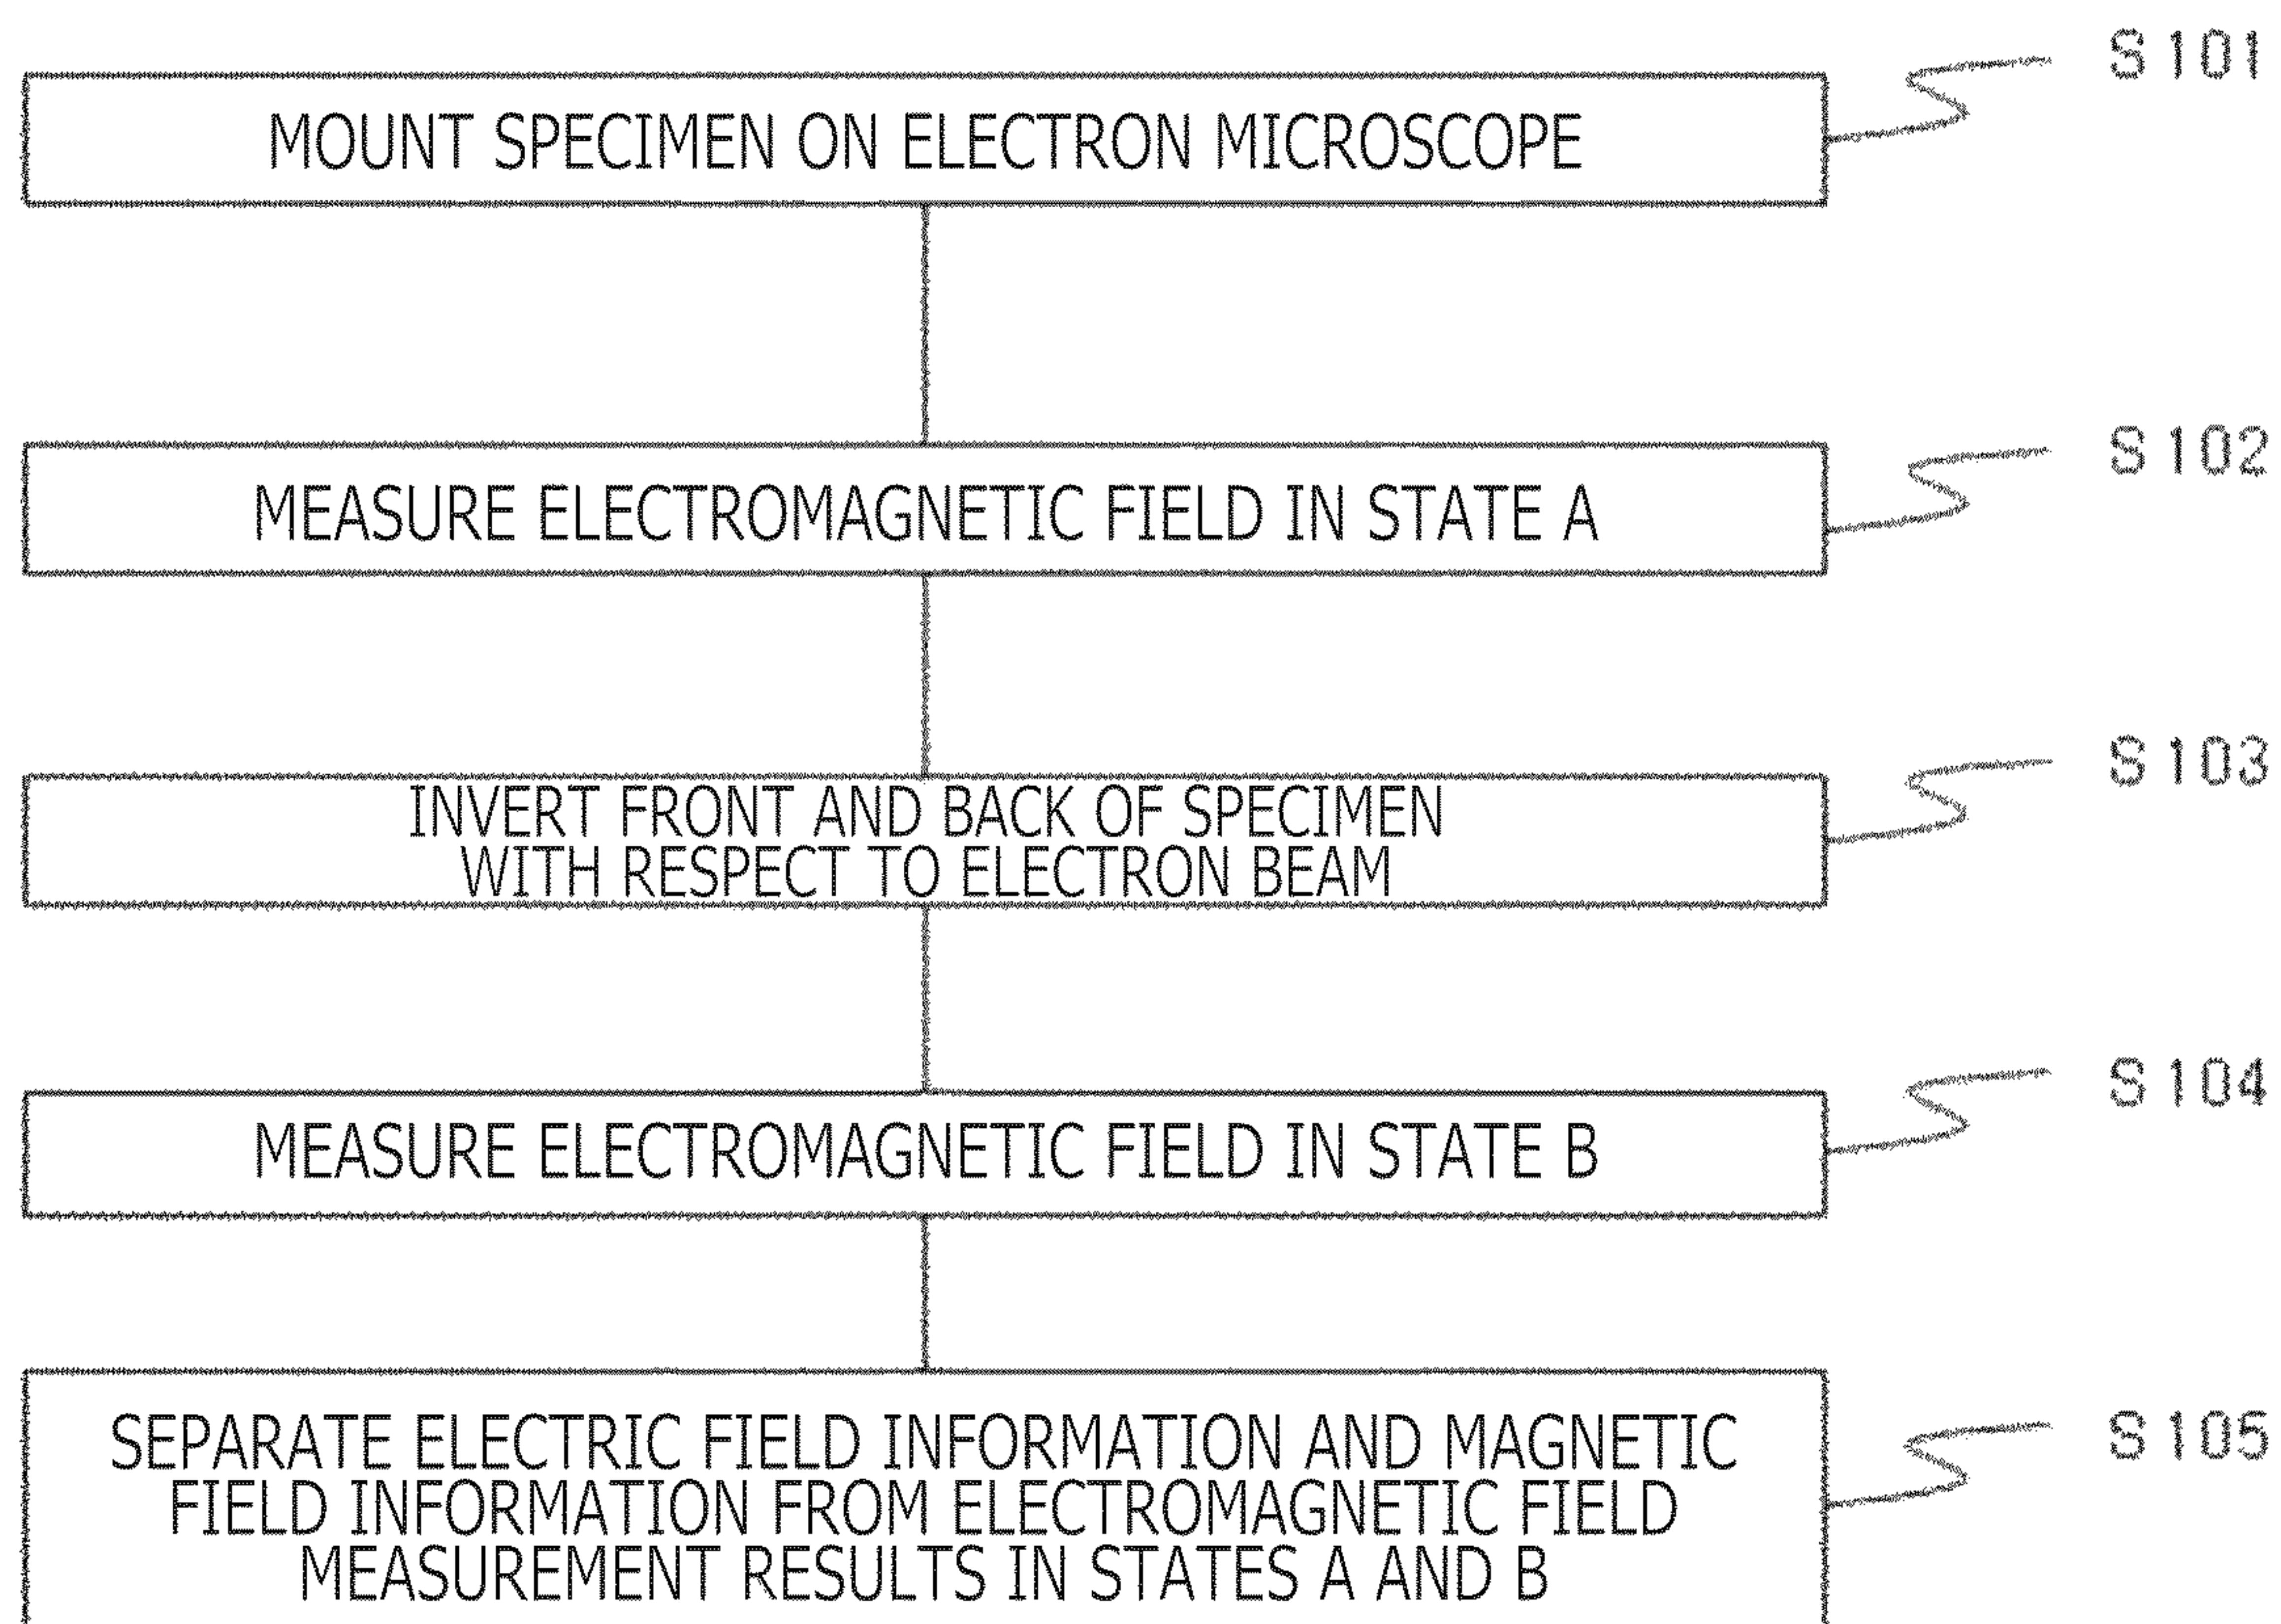 S101
MOUNT SPECIMEN ON ELECTRON MICROSCOPE
S102
MEASURE ELECTROMAGNETIC FIELD IN STATE A
S103
INVERT FRONT AND BACK OF SPECIMEN
WITH RESPECT TO ELECTRON BEAM
S104
MEASURE ELECTROMAGNETIC FIELD IN STATE B
S105
SEPARATE ELECTRIC FIELD INFORMATION AND MAGNETIC
FIELD INFORMATION FROM ELECTROMAGNETIC FIELD
MEASUREMENT RESULTS IN STATES A AND B